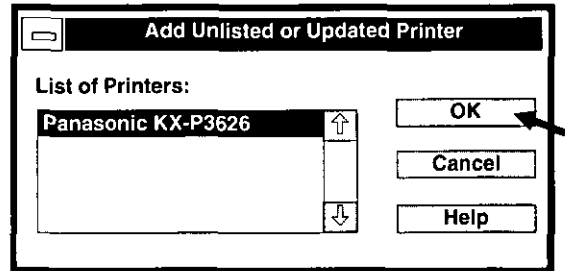 Add Unlisted or Updated Printer
List of Printers:
Panasonic KX-P3626
OK
Cancel
Help